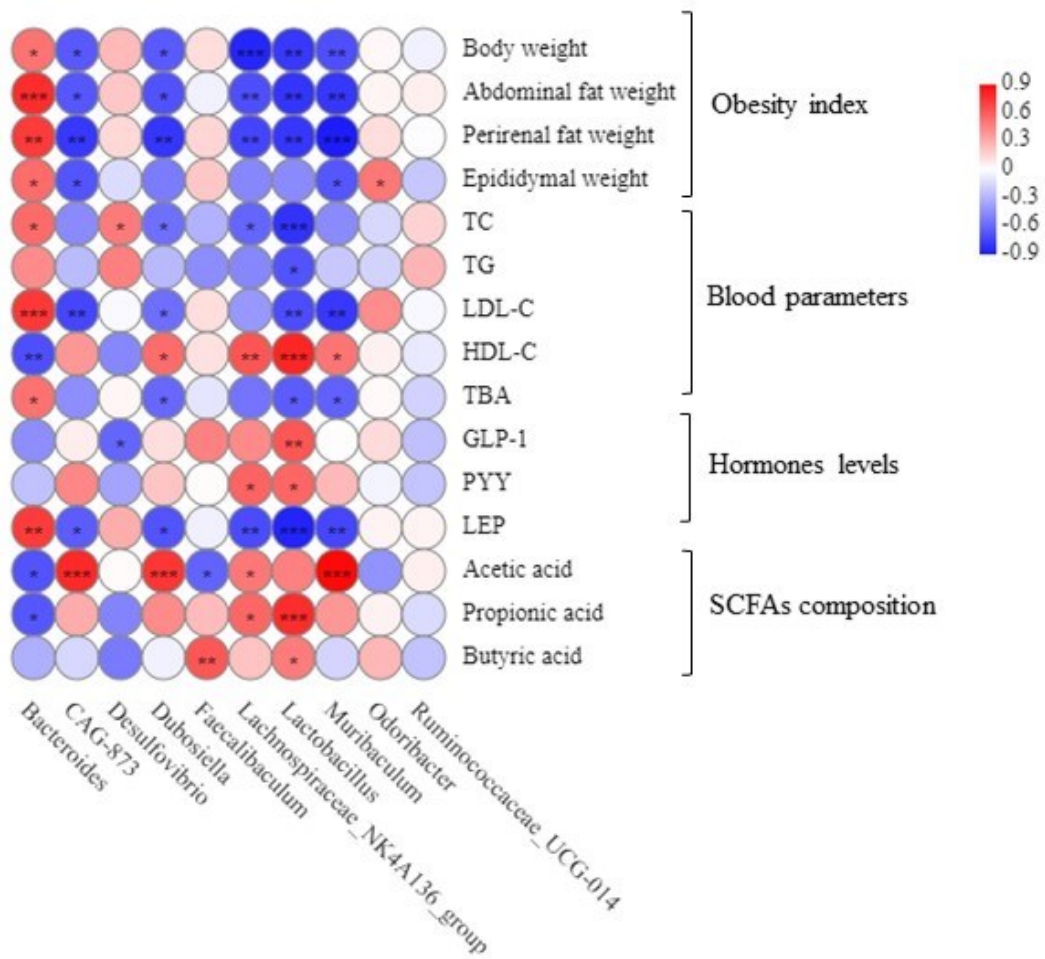 * * * *** ** ** Body weight
*** * * ** ** ** Abdominal fat weight
** ** ** ** ** *** Perirenal fat weight
* * * * Epididymal weight
* * * * *** TC
* TG
*** ** * ** ** LDL-C
** * ** *** * HDL-C
* * * * TBA
* ** GLP-1
* * PYY
** * * ** *** ** LEP
* *** *** * * *** Acetic acid
* * *** Propionic acid
** * Butyric acid
Obesity index
Blood parameters
Hormones levels
SCFAs composition
0.9
0.6
0.3
0
-0.3
-0.6
-0.9
Bacteroides
CAG-873
Desulfovibrio
Dubosiella
Faecalibaculum
Lachnospiraceae_NK4A136_group
Lactobacillus
Muribaculum
Odoribacter
Ruminococcaceae_UCG-014